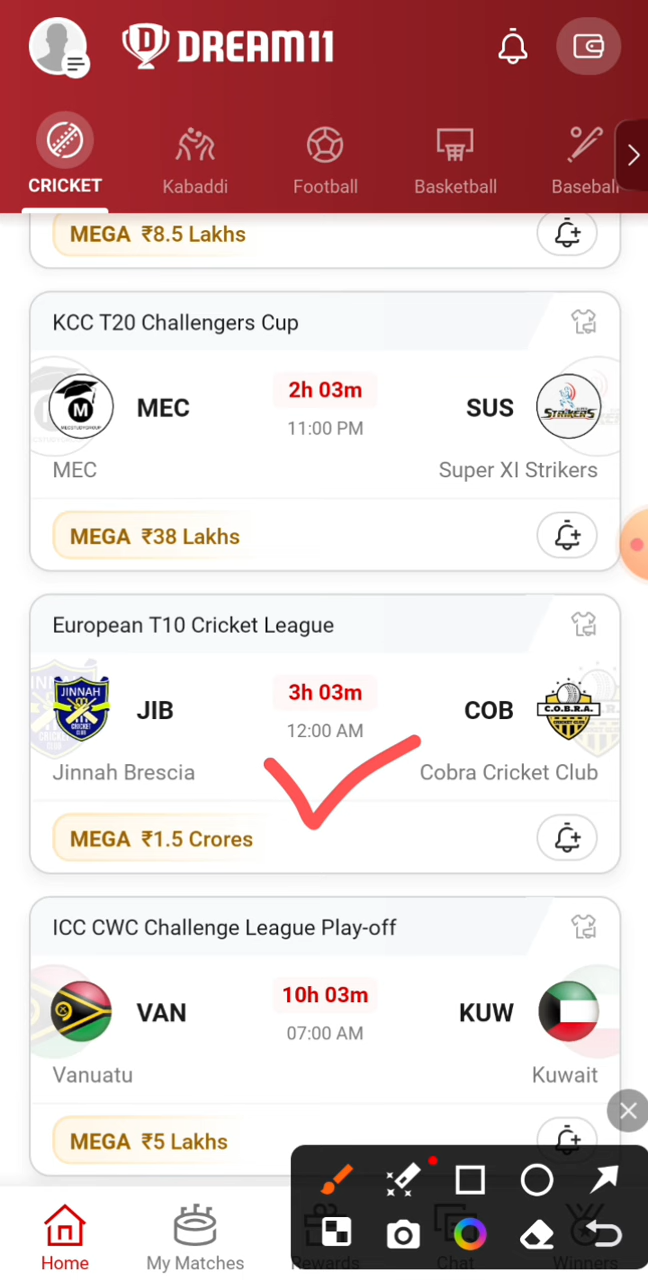 DREAM11
CRICKET Kabaddi Football Basketball Baseball
MEGA ₹8.5 Lakhs
KCC T20 Challengers Cup
MEC 2h 03m SUS
11:00 PM
MEC Super XI Strikers
MEGA ₹38 Lakhs
European T10 Cricket League
JIB 3h 03m COB
12:00 AM
Jinnah Brescia Cobra Cricket Club
MEGA ₹1.5 Crores
ICC CWC Challenge League Play-off
VAN 10h 03m KUW
07:00 AM
Vanuatu Kuwait
MEGA ₹5 Lakhs
Home My Matches Rewards Chat Winners